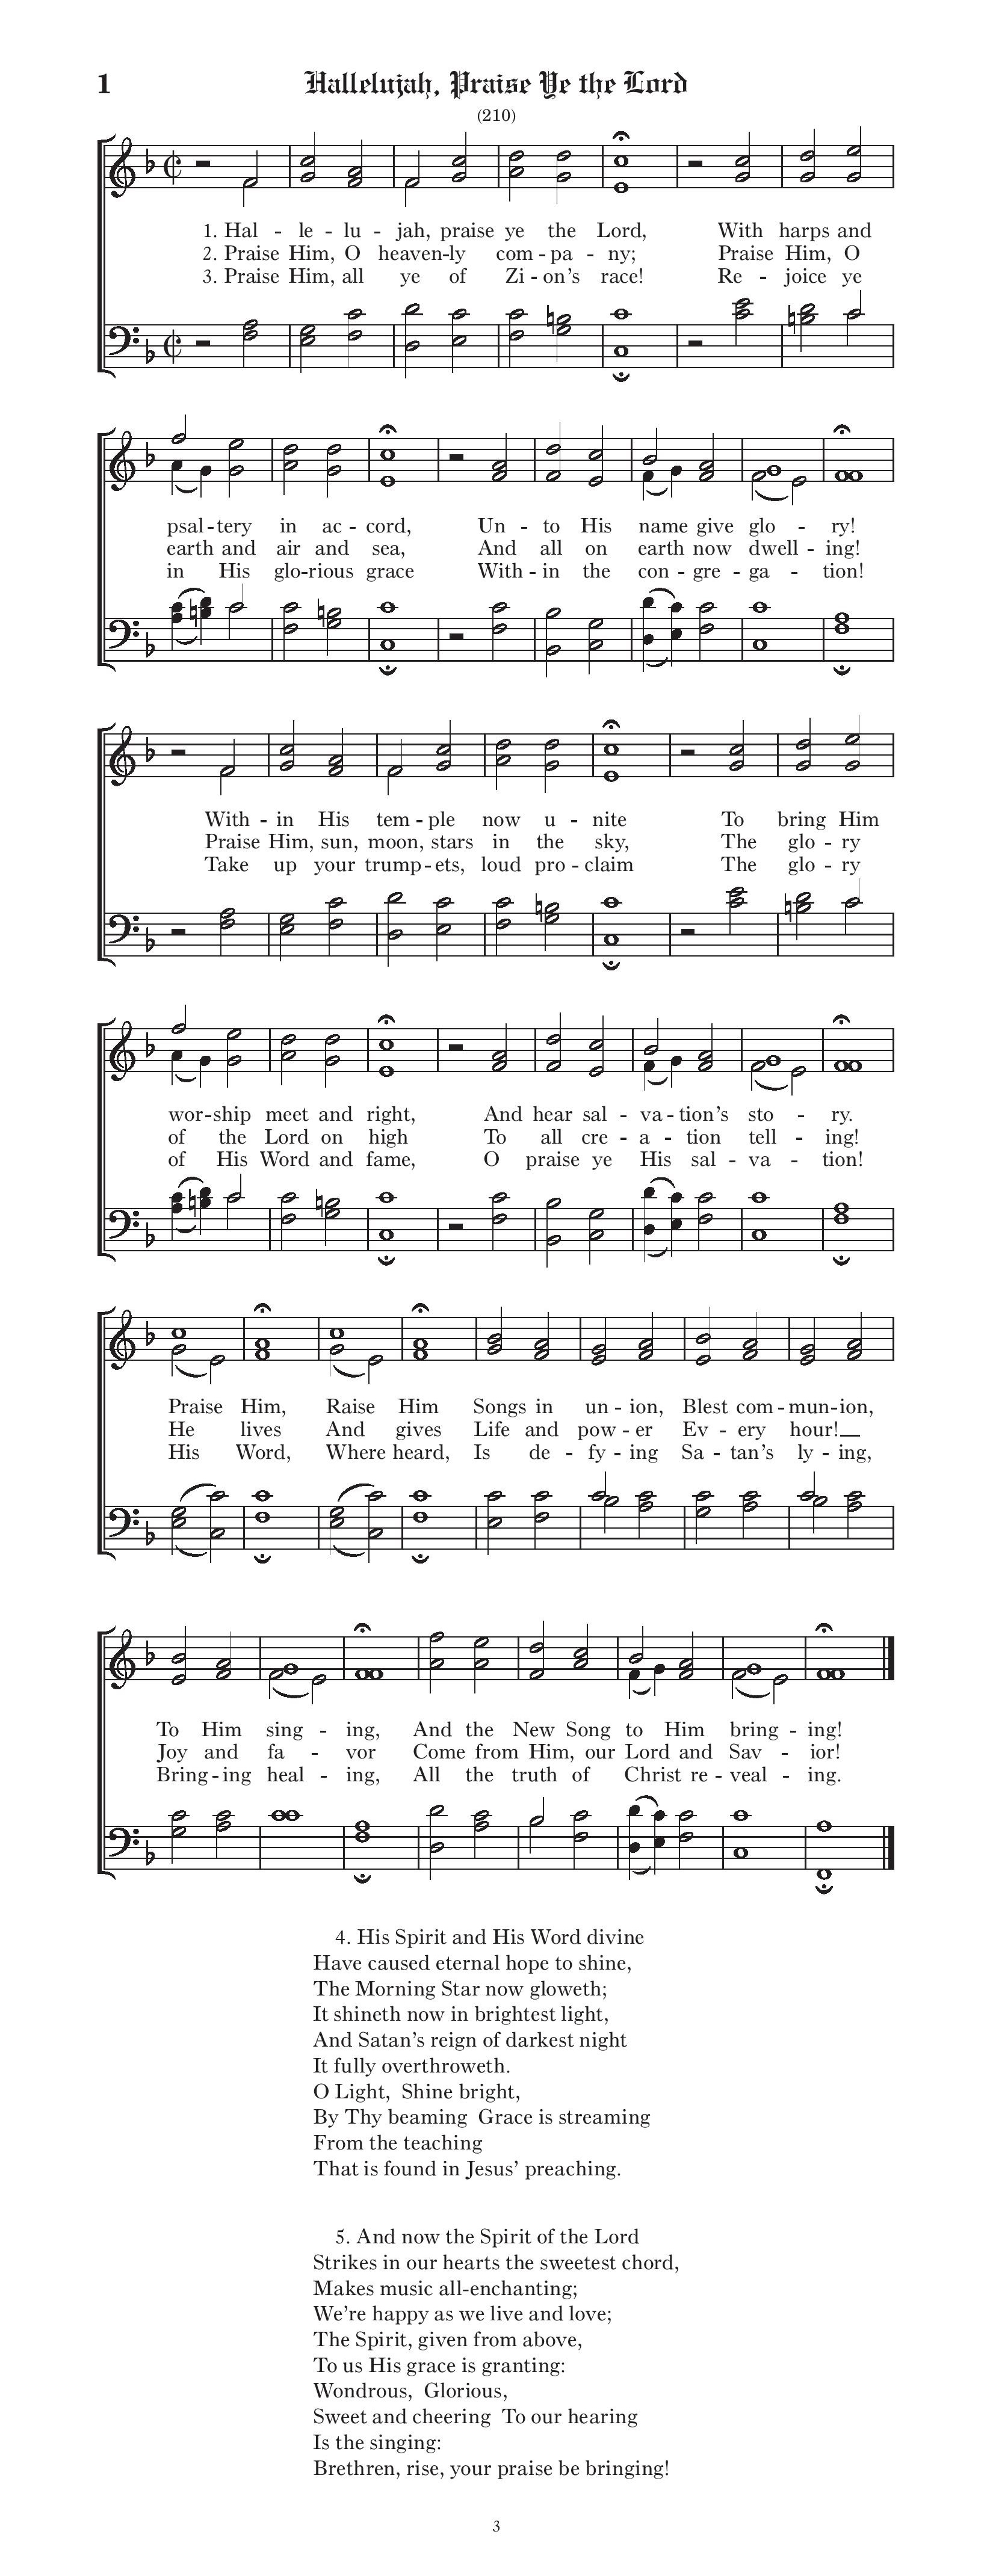 1
Hallelujah, Praise Ye the Lord
(210)
1. Hal - le - lu - jah, praise ye the Lord, With harps and
2. Praise Him, O heaven-ly com - pa - ny; Praise Him, O
3. Praise Him, all ye of Zi - on's race! Re - joice ye
psal - tery in ac - cord, Un - to His name give glo - ry!
earth and air and sea, And all on earth now dwell - ing!
in His glo-rious grace With - in the con - gre - ga - tion!
With - in His tem - ple now u - nite To bring Him
Praise Him, sun, moon, stars in the sky, The glo - ry
Take up your trump - ets, loud pro - claim The glo - ry
wor - ship meet and right, And hear sal - va - tion's sto - ry.
of the Lord on high To all cre - a - tion tell - ing!
of His Word and fame, O praise ye His sal - va - tion!
Praise Him, Raise Him Songs in un - ion, Blest com - mun - ion,
He lives And gives Life and pow - er Ev - ery hour!
His Word, Where heard, Is de - fy - ing Sa - tan's ly - ing,
To Him sing - ing, And the New Song to Him bring - ing!
Joy and fa - vor Come from Him, our Lord and Sav - ior!
Bring - ing heal - ing, All the truth of Christ re - veal - ing.
4. His Spirit and His Word divine
Have caused eternal hope to shine,
The Morning Star now gloweth;
It shineth now in brightest light,
And Satan's reign of darkest night
It fully overthroweth.
O Light,  Shine bright,
By Thy beaming  Grace is streaming
From the teaching
That is found in Jesus' preaching.
5. And now the Spirit of the Lord
Strikes in our hearts the sweetest chord,
Makes music all-enchanting;
We're happy as we live and love;
The Spirit, given from above,
To us His grace is granting:
Wondrous,  Glorious,
Sweet and cheering  To our hearing
Is the singing:
Brethren, rise, your praise be bringing!
3